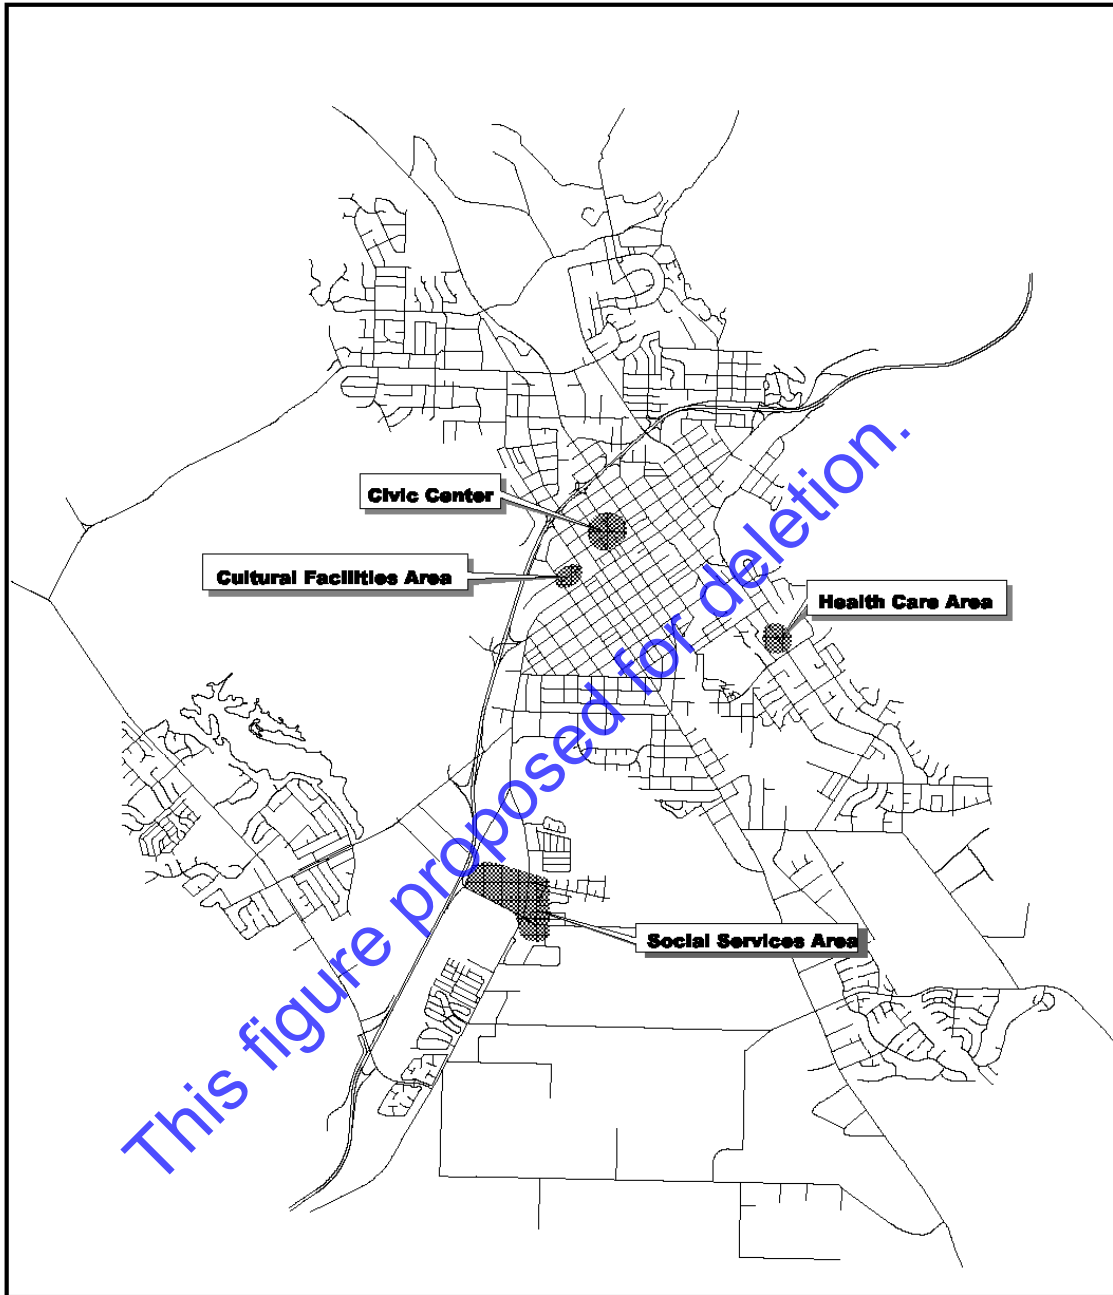 Civic Center
Cultural Facilities Area
Health Care Area
Social Services Area
This figure proposed for deletion.